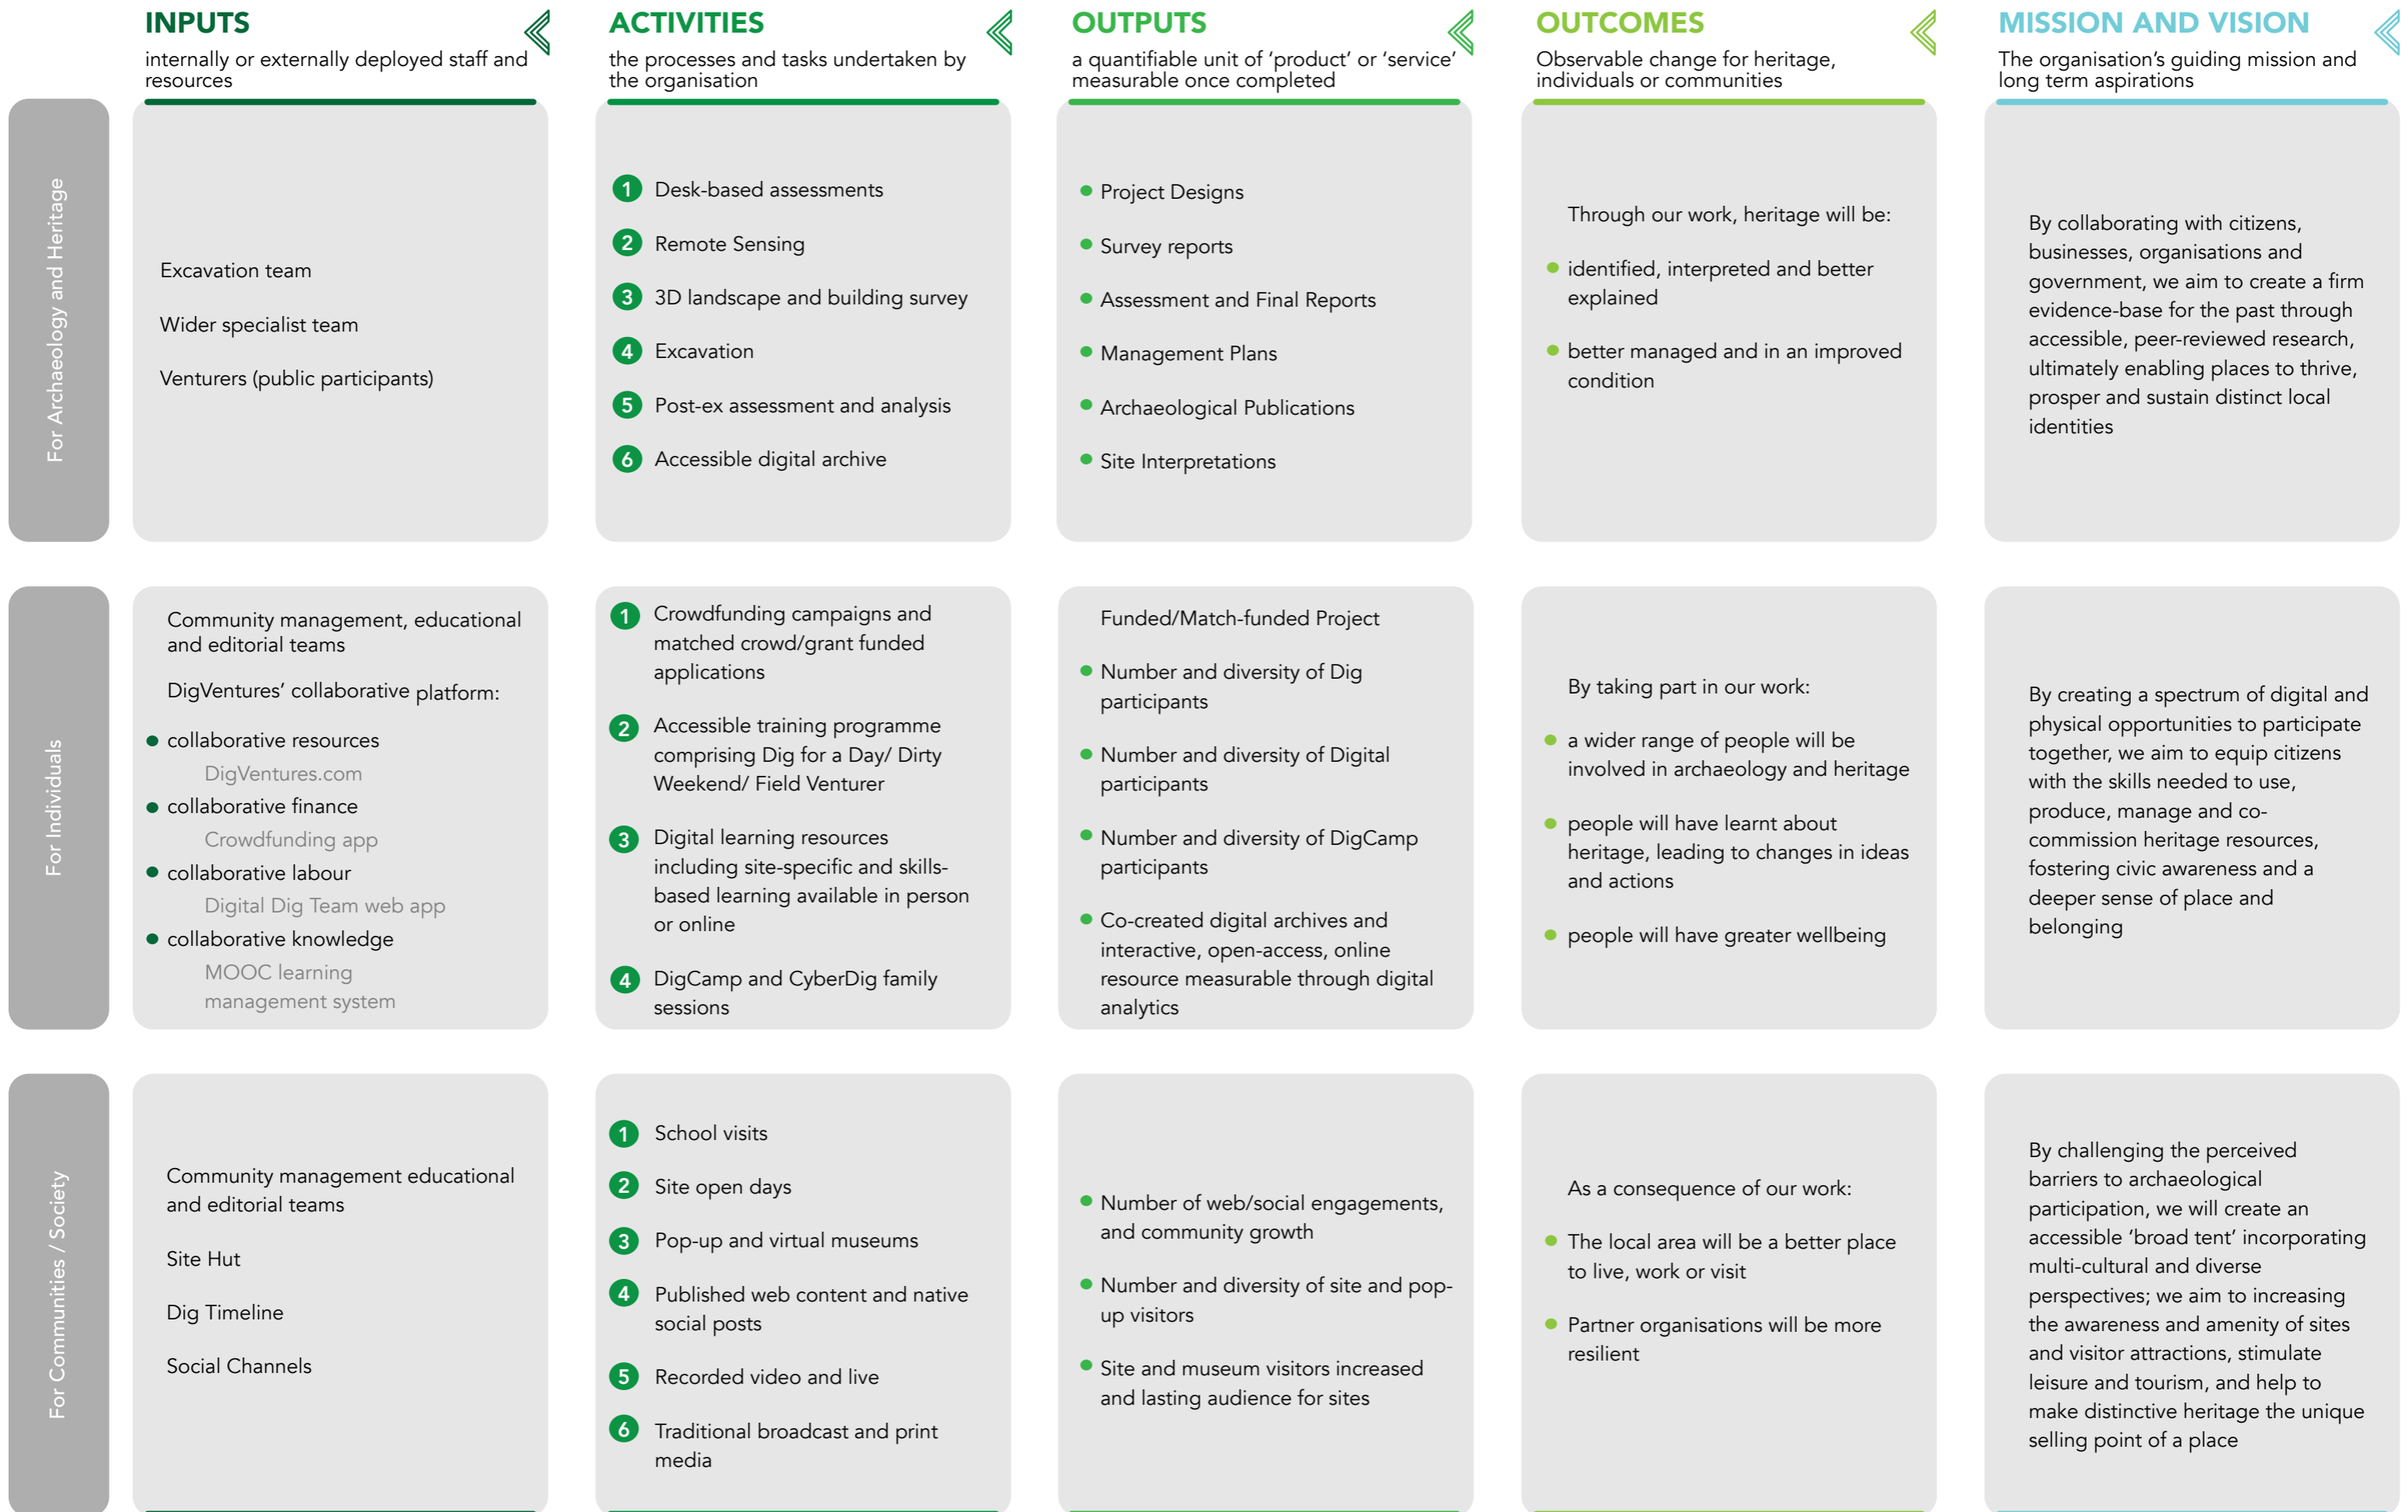 INPUTS
internally or externally deployed staff and
resources
ACTIVITIES
the processes and tasks undertaken by
the organisation
OUTPUTS
a quantifiable unit of ‘product’ or ‘service’
measurable once completed
OUTCOMES
Observable change for heritage,
individuals or communities
MISSION AND VISION
The organisation’s guiding mission and
long term aspirations
For Archaeology and Heritage
Excavation team
Wider specialist team
Venturers (public participants)
1 Desk-based assessments
2 Remote Sensing
3 3D landscape and building survey
4 Excavation
5 Post-ex assessment and analysis
6 Accessible digital archive
Project Designs
Survey reports
Assessment and Final Reports
Management Plans
Archaeological Publications
Site Interpretations
Through our work, heritage will be:
identified, interpreted and better
explained
better managed and in an improved
condition
By collaborating with citizens,
businesses, organisations and
government, we aim to create a firm
evidence-base for the past through
accessible, peer-reviewed research,
ultimately enabling places to thrive,
prosper and sustain distinct local
identities
For Individuals
Community management, educational
and editorial teams
DigVentures’ collaborative platform:
collaborative resources
DigVentures.com
collaborative finance
Crowdfunding app
collaborative labour
Digital Dig Team web app
collaborative knowledge
MOOC learning
management system
1 Crowdfunding campaigns and
matched crowd/grant funded
applications
2 Accessible training programme
comprising Dig for a Day/ Dirty
Weekend/ Field Venturer
3 Digital learning resources
including site-specific and skills-
based learning available in person
or online
4 DigCamp and CyberDig family
sessions
Funded/Match-funded Project
Number and diversity of Dig
participants
Number and diversity of Digital
participants
Number and diversity of DigCamp
participants
Co-created digital archives and
interactive, open-access, online
resource measurable through digital
analytics
By taking part in our work:
a wider range of people will be
involved in archaeology and heritage
people will have learnt about
heritage, leading to changes in ideas
and actions
people will have greater wellbeing
By creating a spectrum of digital and
physical opportunities to participate
together, we aim to equip citizens
with the skills needed to use,
produce, manage and co-
commission heritage resources,
fostering civic awareness and a
deeper sense of place and
belonging
For Communities / Society
Community management educational
and editorial teams
Site Hut
Dig Timeline
Social Channels
1 School visits
2 Site open days
3 Pop-up and virtual museums
4 Published web content and native
social posts
5 Recorded video and live
6 Traditional broadcast and print
media
Number of web/social engagements,
and community growth
Number and diversity of site and pop-
up visitors
Site and museum visitors increased
and lasting audience for sites
As a consequence of our work:
The local area will be a better place
to live, work or visit
Partner organisations will be more
resilient
By challenging the perceived
barriers to archaeological
participation, we will create an
accessible ‘broad tent’ incorporating
multi-cultural and diverse
perspectives; we aim to increasing
the awareness and amenity of sites
and visitor attractions, stimulate
leisure and tourism, and help to
make distinctive heritage the unique
selling point of a place